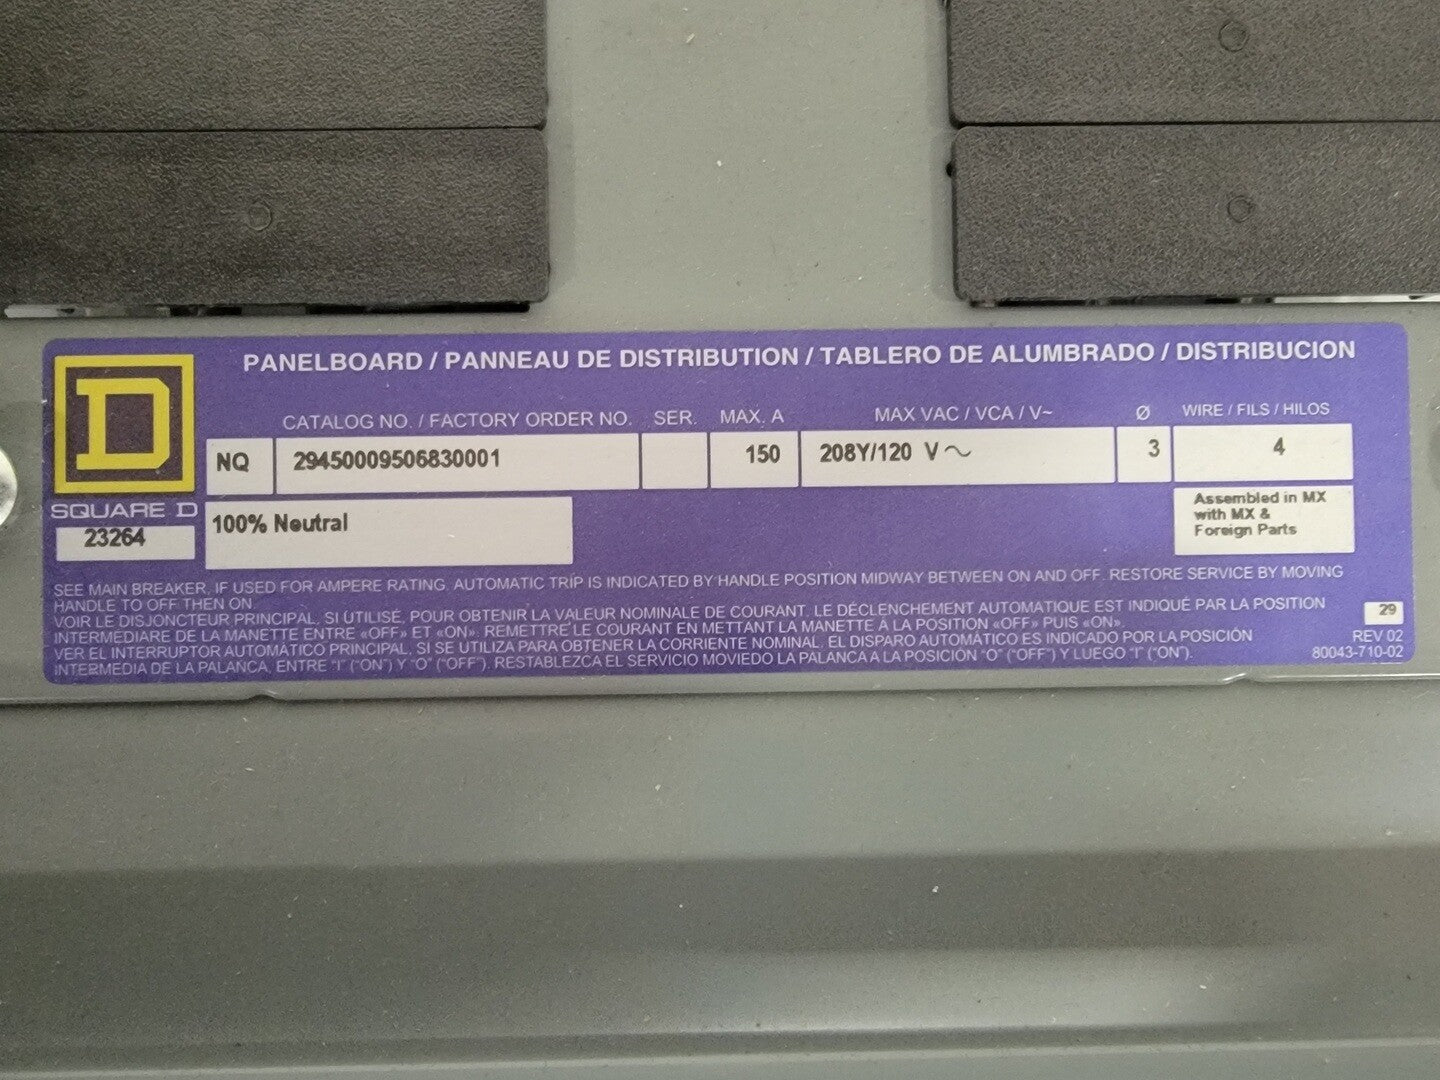 PANELBOARD / PANNEAU DE DISTRIBUTION / TABLERO DE ALUMBRADO / DISTRIBUCION
CATALOG NO. / FACTORY ORDER NO. SER. MAX. A MAX VAC / VCA / V~ Ø WIRE / FILS / HILOS
D
NQ 29450009506830001 150 208Y/120 V~ 3 4
SQUARE D
23264
100% Neutral
Assembled in MX
with MX &
Foreign Parts
SEE MAIN BREAKER, IF USED FOR AMPERE RATING. AUTOMATIC TRIP IS INDICATED BY HANDLE POSITION MIDWAY BETWEEN ON AND OFF. RESTORE SERVICE BY MOVING
HANDLE TO OFF THEN ON.
VOIR LE DISJONCTEUR PRINCIPAL, SI UTILISÉ, POUR OBTENIR LA VALEUR NOMINALE DE COURANT. LE DÉCLENCHEMENT AUTOMATIQUE EST INDIQUÉ PAR LA POSITION
INTERMÉDIAIRE DE LA MANETTE ENTRE «OFF» ET «ON». REMETTRE LE COURANT EN METTANT LA MANETTE À LA POSITION «OFF» PUIS «ON».
VER EL INTERRUPTOR AUTOMÁTICO PRINCIPAL, SI SE UTILIZA PARA OBTENER LA CORRIENTE NOMINAL. EL DISPARO AUTOMÁTICO ES INDICADO POR LA POSICIÓN
INTERMEDIA DE LA PALANCA, ENTRE "I" ("ON") Y "O" ("OFF"). RESTABLEZCA EL SERVICIO MOVIEDO LA PALANCA A LA POSICIÓN "O" ("OFF") Y LUEGO "I" ("ON").
29
REV 02
80043-710-02